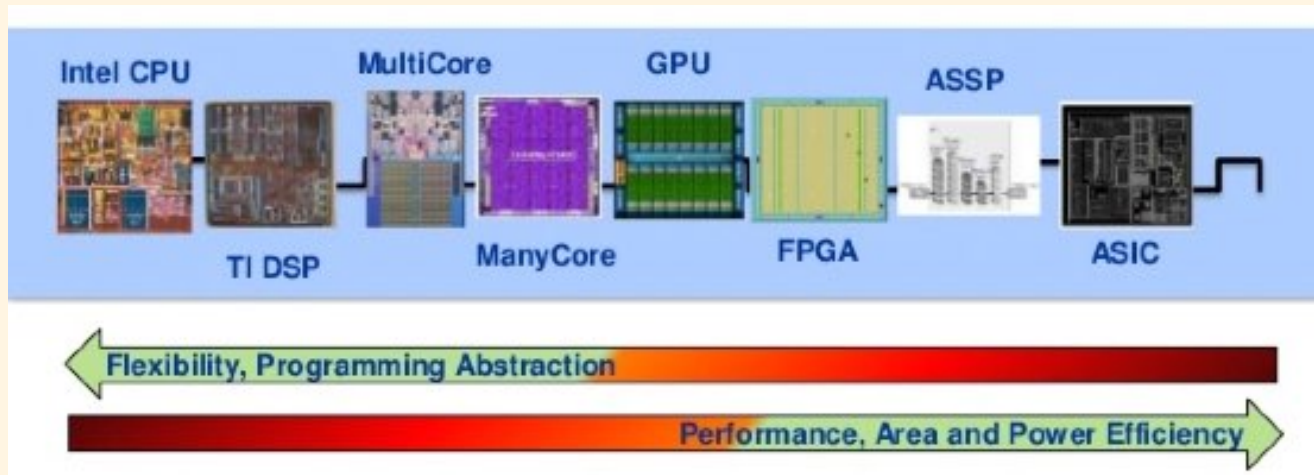 Intel CPU
TI DSP
MultiCore
ManyCore
GPU
FPGA
ASSP
ASIC
Flexibility, Programming Abstraction
Performance, Area and Power Efficiency